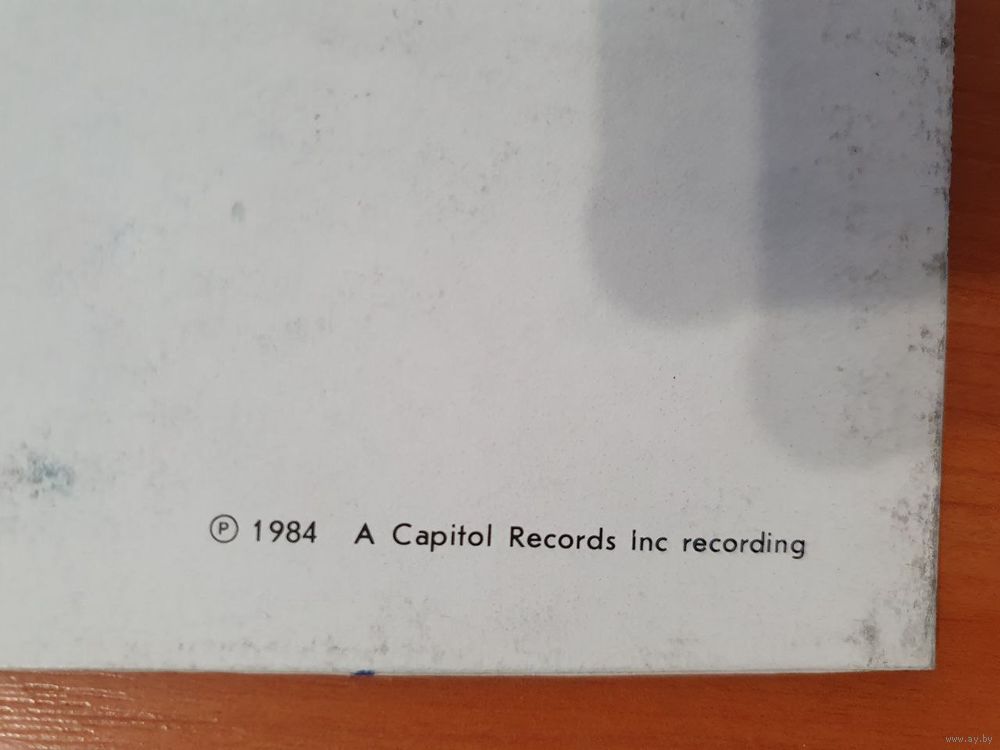 Ⓟ 1984 A Capitol Records Inc recording
www.ay.by